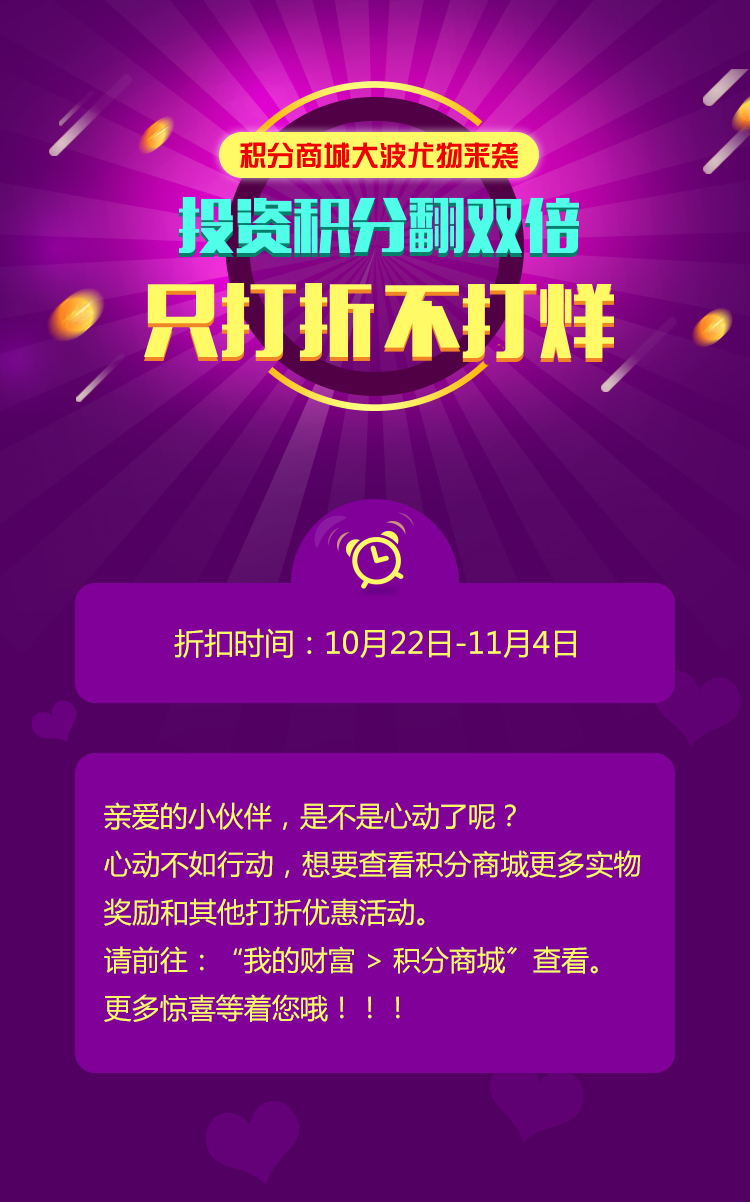 积分商城大波尤物来袭
投资积分翻双倍
只打折不打烊
折扣时间：10月22日-11月4日
亲爱的小伙伴，是不是心动了呢？
心动不如行动，想要查看积分商城更多实物
奖励和其他打折优惠活动。
请前往：“我的财富 > 积分商城”查看。
更多惊喜等着您哦！！！